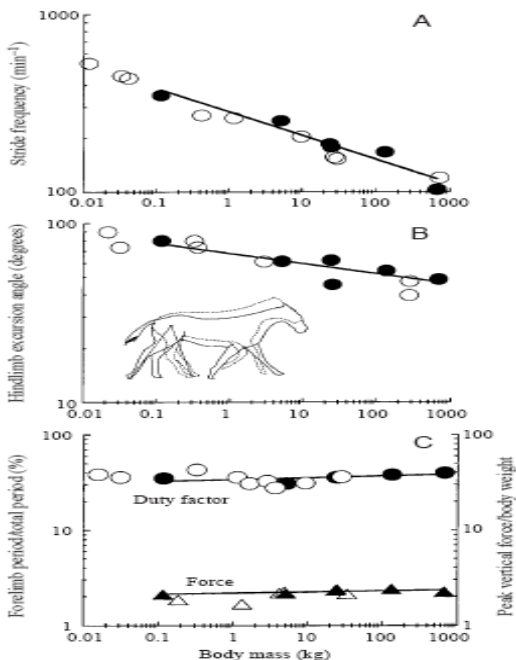 A
Stride frequency (min⁻¹)
1000
100
0.01 0.1 1 10 100 1000
B
Hindlimb excursion angle (degrees)
100
10
0.01 0.1 1 10 100 1000
C
Forelimb period/total period (%)
100
10
1
Duty factor
Force
Peak vertical force/body weight
100
10
1
0.01 0.1 1 10 100 1000
Body mass (kg)